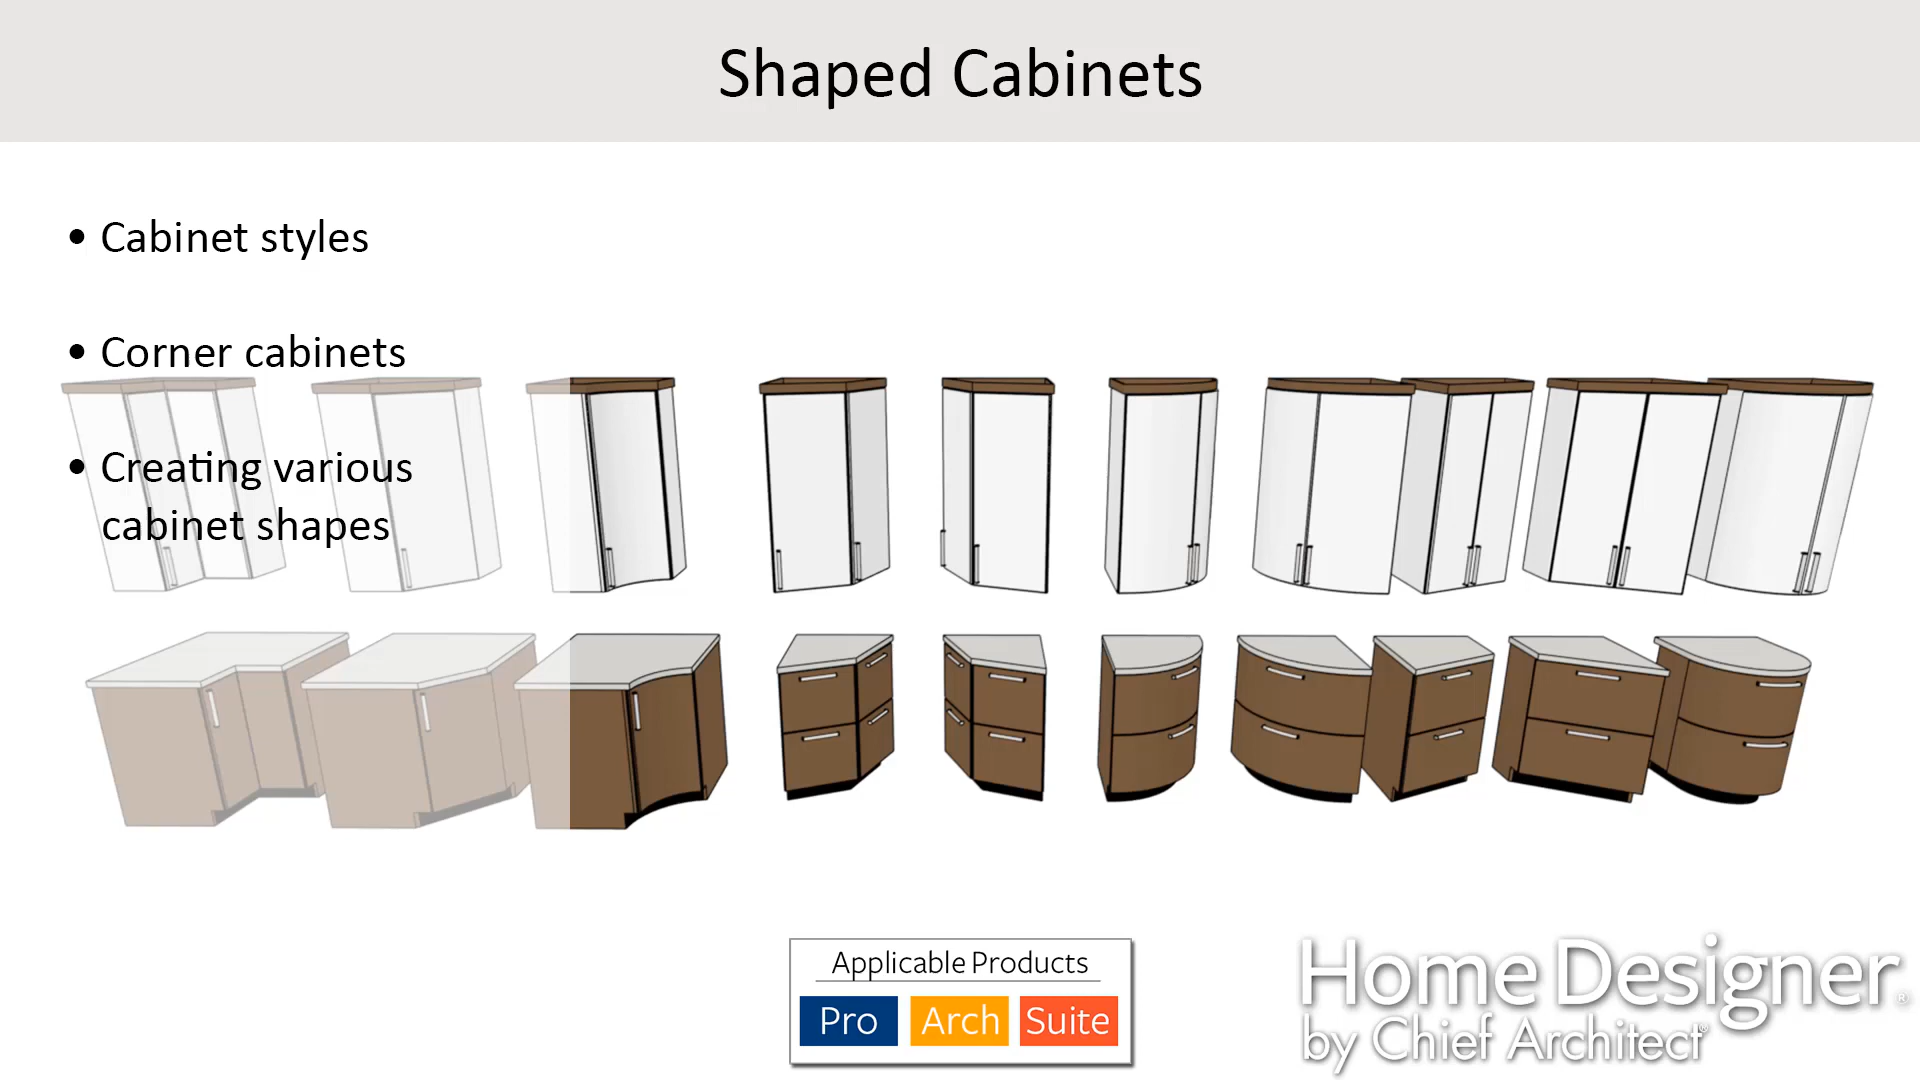 Shaped Cabinets
• Cabinet styles
• Corner cabinets
• Creating various
cabinet shapes
Applicable Products
Pro Arch Suite
Home Designer®
by Chief Architect®